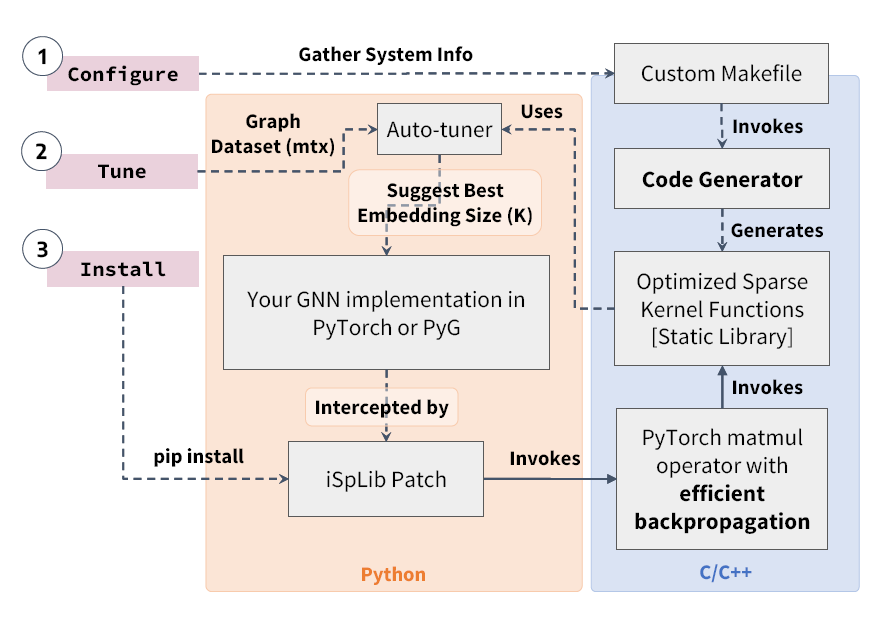 1
Configure
Gather System Info
Custom Makefile
Invokes
2
Tune
Graph
Dataset (mtx)
Auto-tuner
Uses
Code Generator
Suggest Best
Embedding Size (K)
Generates
3
Install
Your GNN implementation in
PyTorch or PyG
Optimized Sparse
Kernel Functions
[Static Library]
Intercepted by
Invokes
pip install
iSpLib Patch
Invokes
PyTorch matmul
operator with
efficient
backpropagation
Python
C/C++